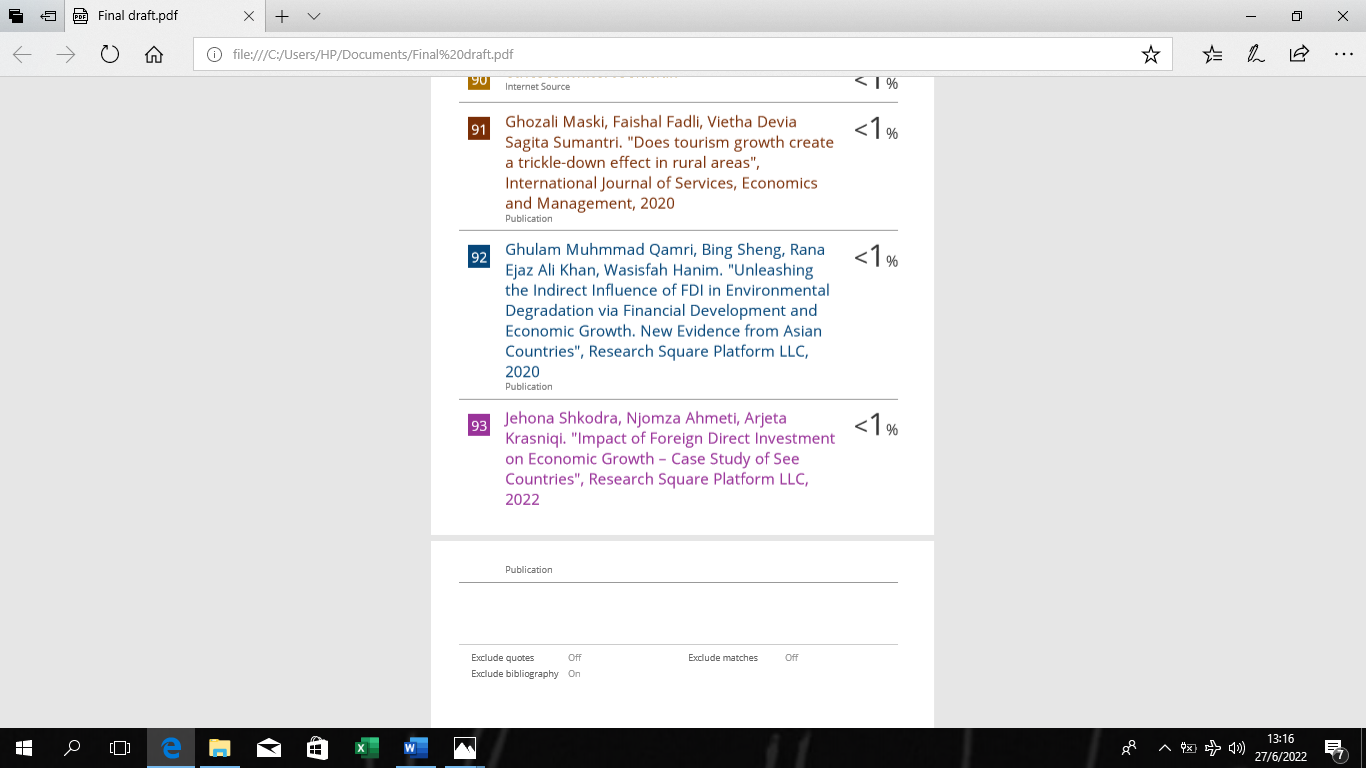 Final draft.pdf
file:///C:/Users/HP/Documents/Final%20draft.pdf
90
Internet Source
<1%
91
Ghozali Maski, Faishal Fadli, Vietha Devia
Sagita Sumantri. "Does tourism growth create
a trickle-down effect in rural areas",
International Journal of Services, Economics
and Management, 2020
Publication
<1%
92
Ghulam Muhmmad Qamri, Bing Sheng, Rana
Ejaz Ali Khan, Wasisfah Hanim. "Unleashing
the Indirect Influence of FDI in Environmental
Degradation via Financial Development and
Economic Growth. New Evidence from Asian
Countries", Research Square Platform LLC,
2020
Publication
<1%
93
Jehona Shkodra, Njomza Ahmeti, Arjeta
Krasniqi. "Impact of Foreign Direct Investment
on Economic Growth – Case Study of See
Countries", Research Square Platform LLC,
2022
<1%
Publication
Exclude quotes Off
Exclude matches Off
Exclude bibliography On
13:16
27/6/2022
7